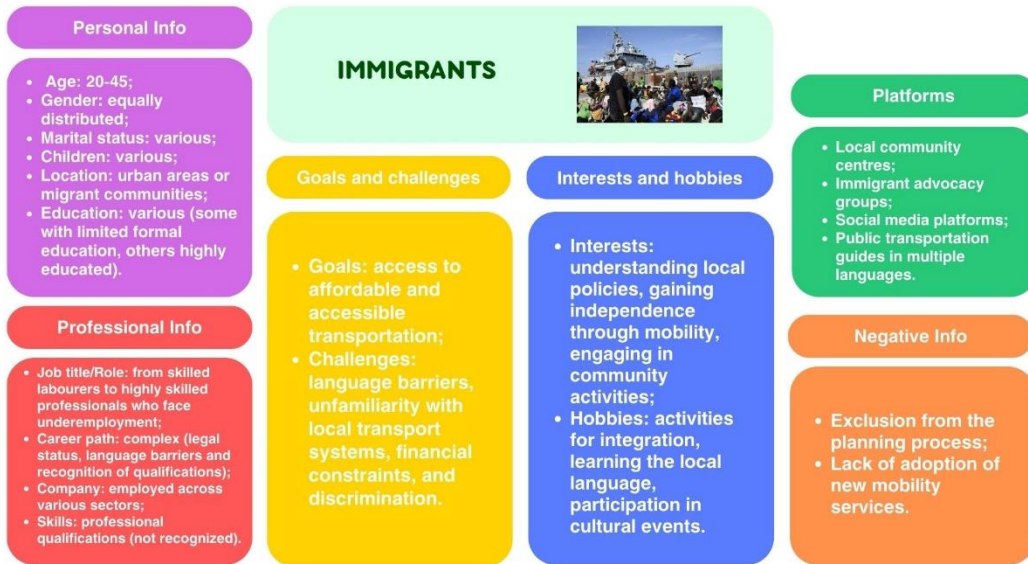 Personal Info
Age: 20-45;
Gender: equally
distributed;
Marital status: various;
Children: various;
Location: urban areas or
migrant communities;
Education: various (some
with limited formal
education, others highly
educated).
Professional Info
Job title/Role: from skilled
labourers to highly skilled
professionals who face
underemployment;
Career path: complex (legal
status, language barriers and
recognition of qualifications);
Company: employed across
various sectors;
Skills: professional
qualifications (not recognized).
IMMIGRANTS
Goals and challenges
Goals: access to
affordable and
accessible
transportation;
Challenges:
language barriers,
unfamiliarity with
local transport
systems, financial
constraints, and
discrimination.
Interests and hobbies
Interests:
understanding local
policies, gaining
independence
through mobility,
engaging in
community
activities;
Hobbies: activities
for integration,
learning the local
language,
participation in
cultural events.
Platforms
Local community
centres;
Immigrant advocacy
groups;
Social media platforms;
Public transportation
guides in multiple
languages.
Negative Info
Exclusion from the
planning process;
Lack of adoption of
new mobility
services.